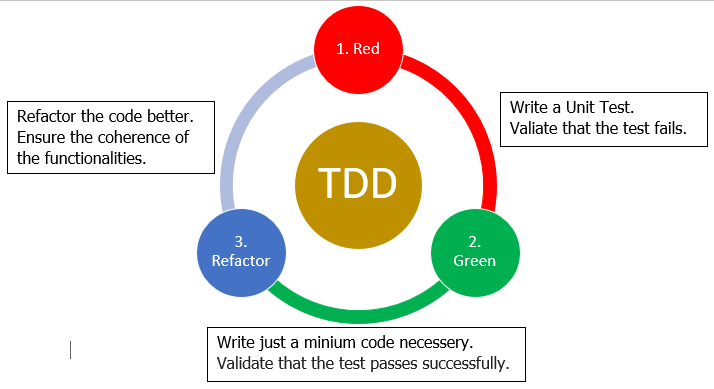 1. Red
Write a Unit Test.
Valiate that the test fails.
Refactor the code better.
Ensure the coherence of
the functionalities.
TDD
3.
Refactor
2.
Green
Write just a minium code necessery.
Validate that the test passes successfully.